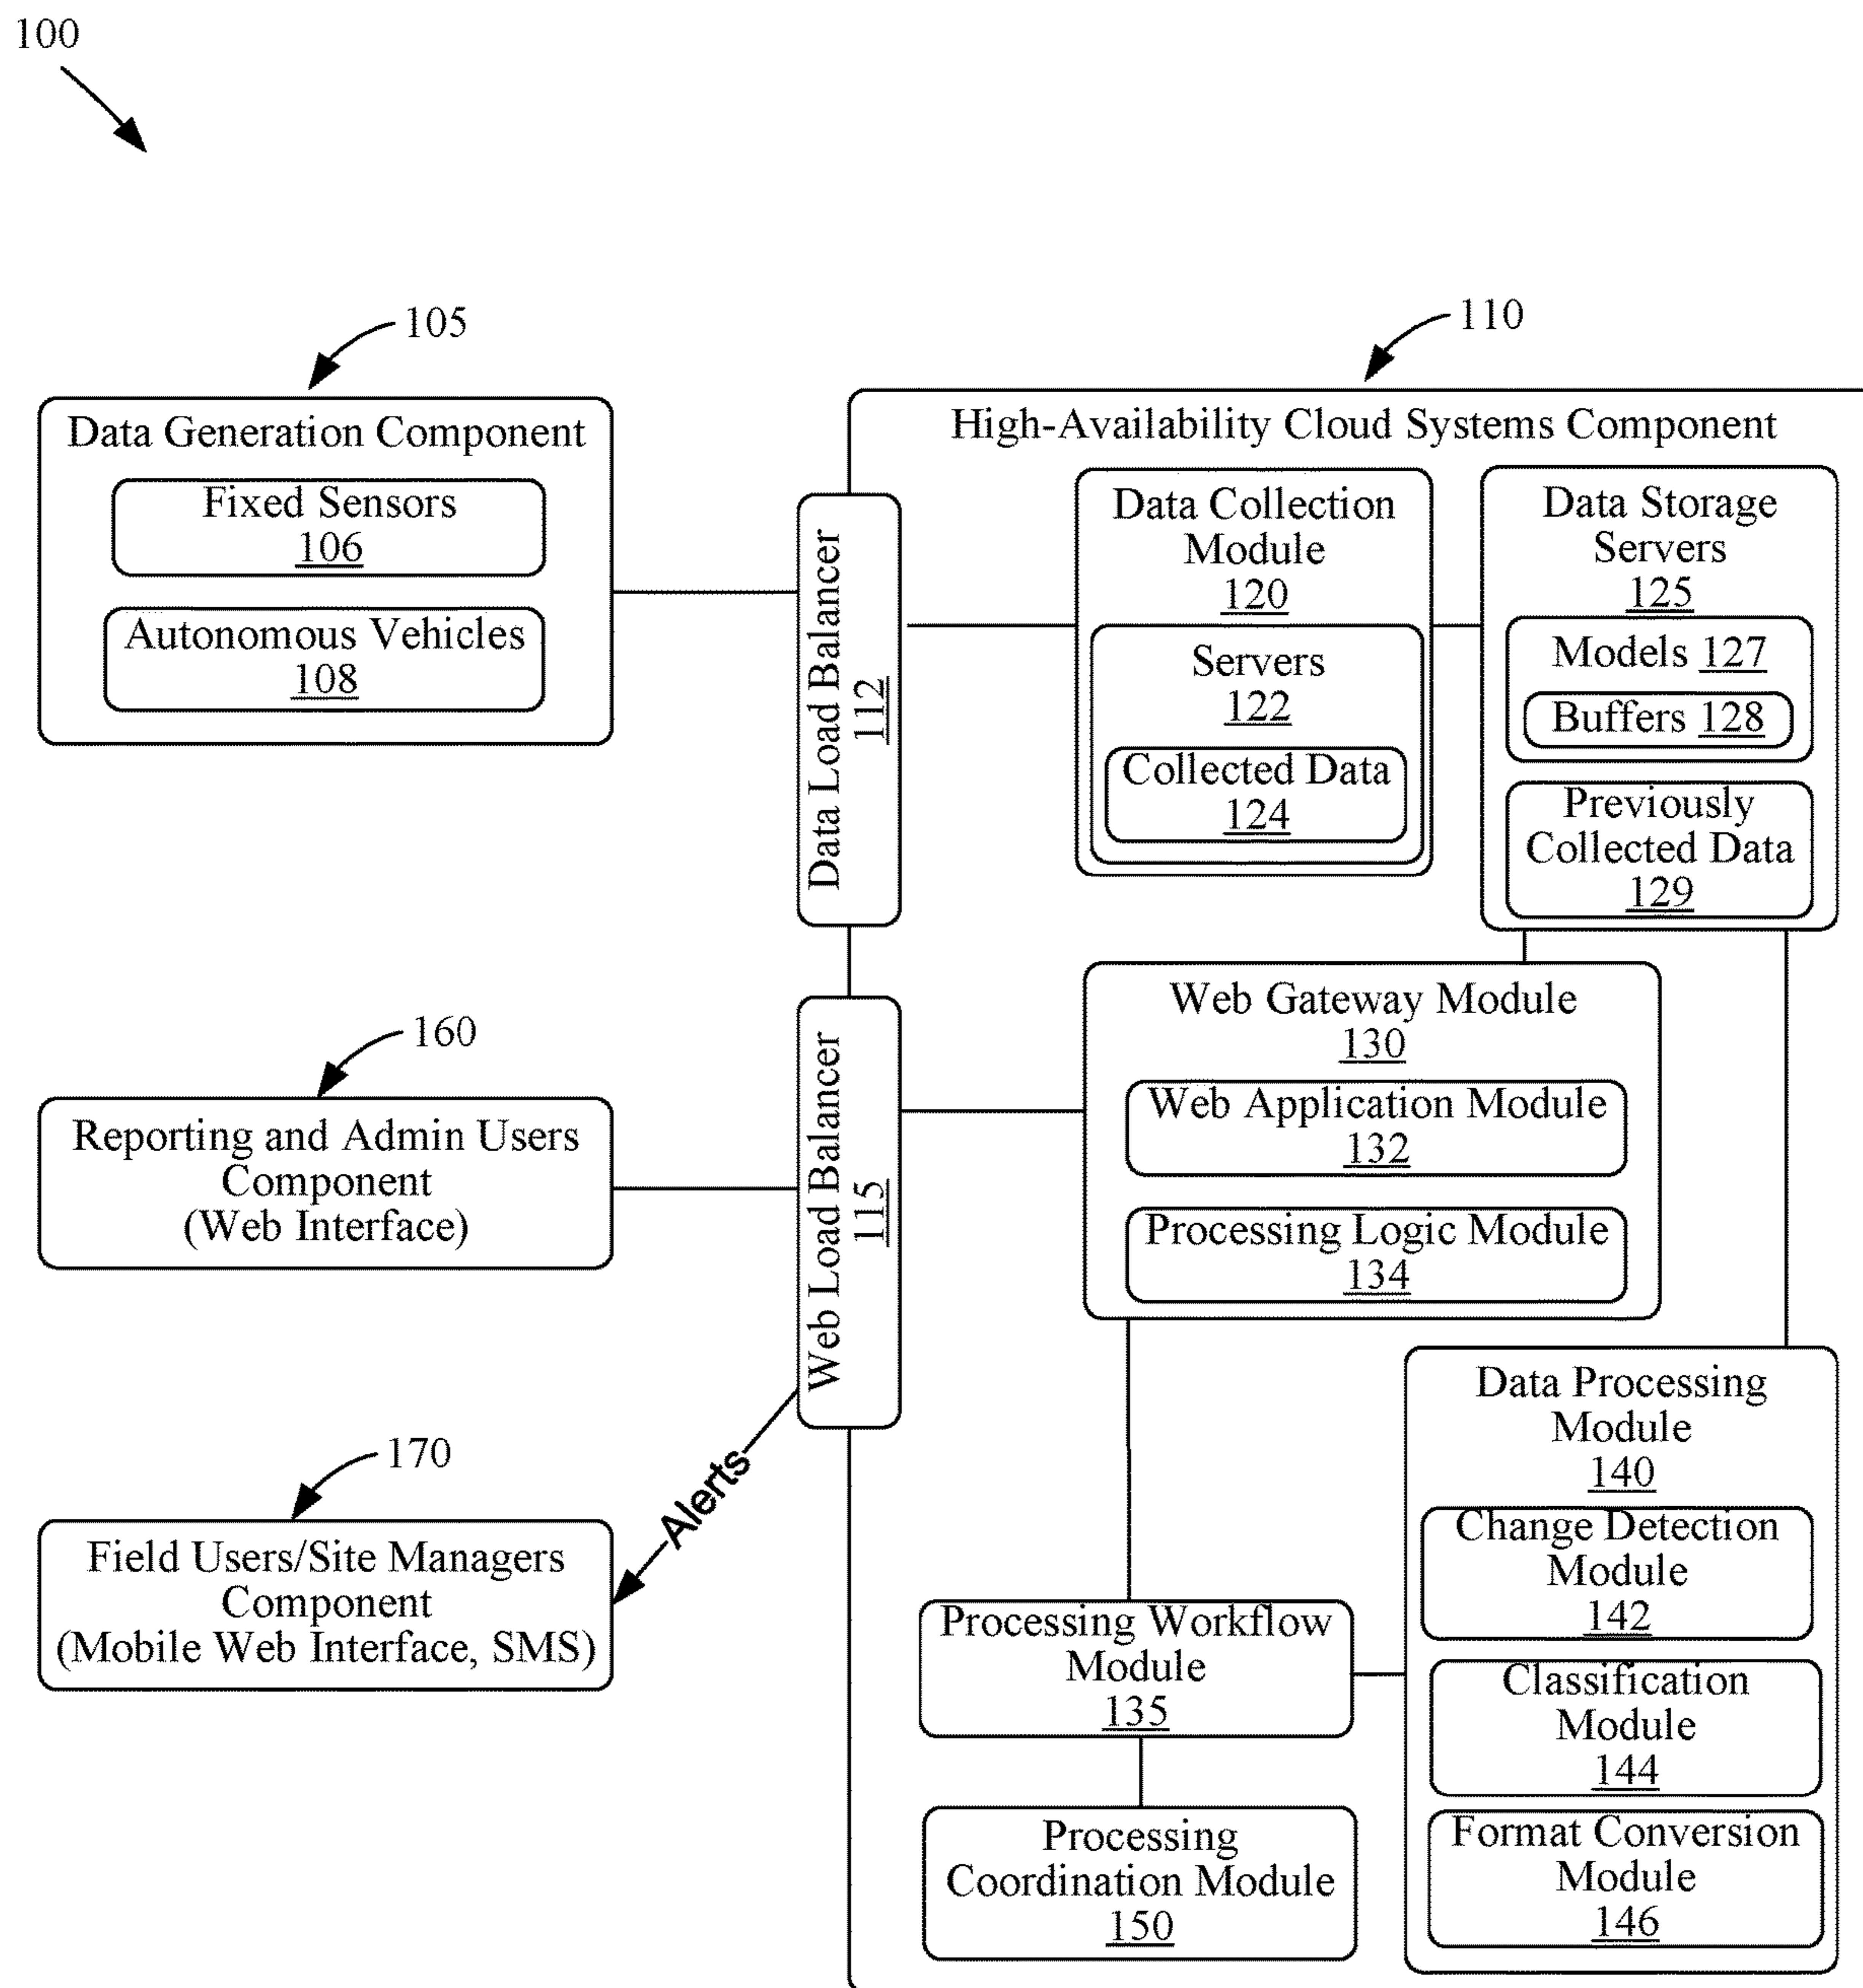 100
105
Data Generation Component
Fixed Sensors
106
Autonomous Vehicles
108
110
High-Availability Cloud Systems Component
Data Load Balancer
112
Data Collection
Module
120
Servers
122
Collected Data
124
Data Storage
Servers
125
Models 127
Buffers 128
Previously
Collected Data
129
160
Reporting and Admin Users
Component
(Web Interface)
Web Load Balancer
115
Web Gateway Module
130
Web Application Module
132
Processing Logic Module
134
Alerts
170
Field Users/Site Managers
Component
(Mobile Web Interface, SMS)
Processing Workflow
Module
135
Processing
Coordination Module
150
Data Processing
Module
140
Change Detection
Module
142
Classification
Module
144
Format Conversion
Module
146